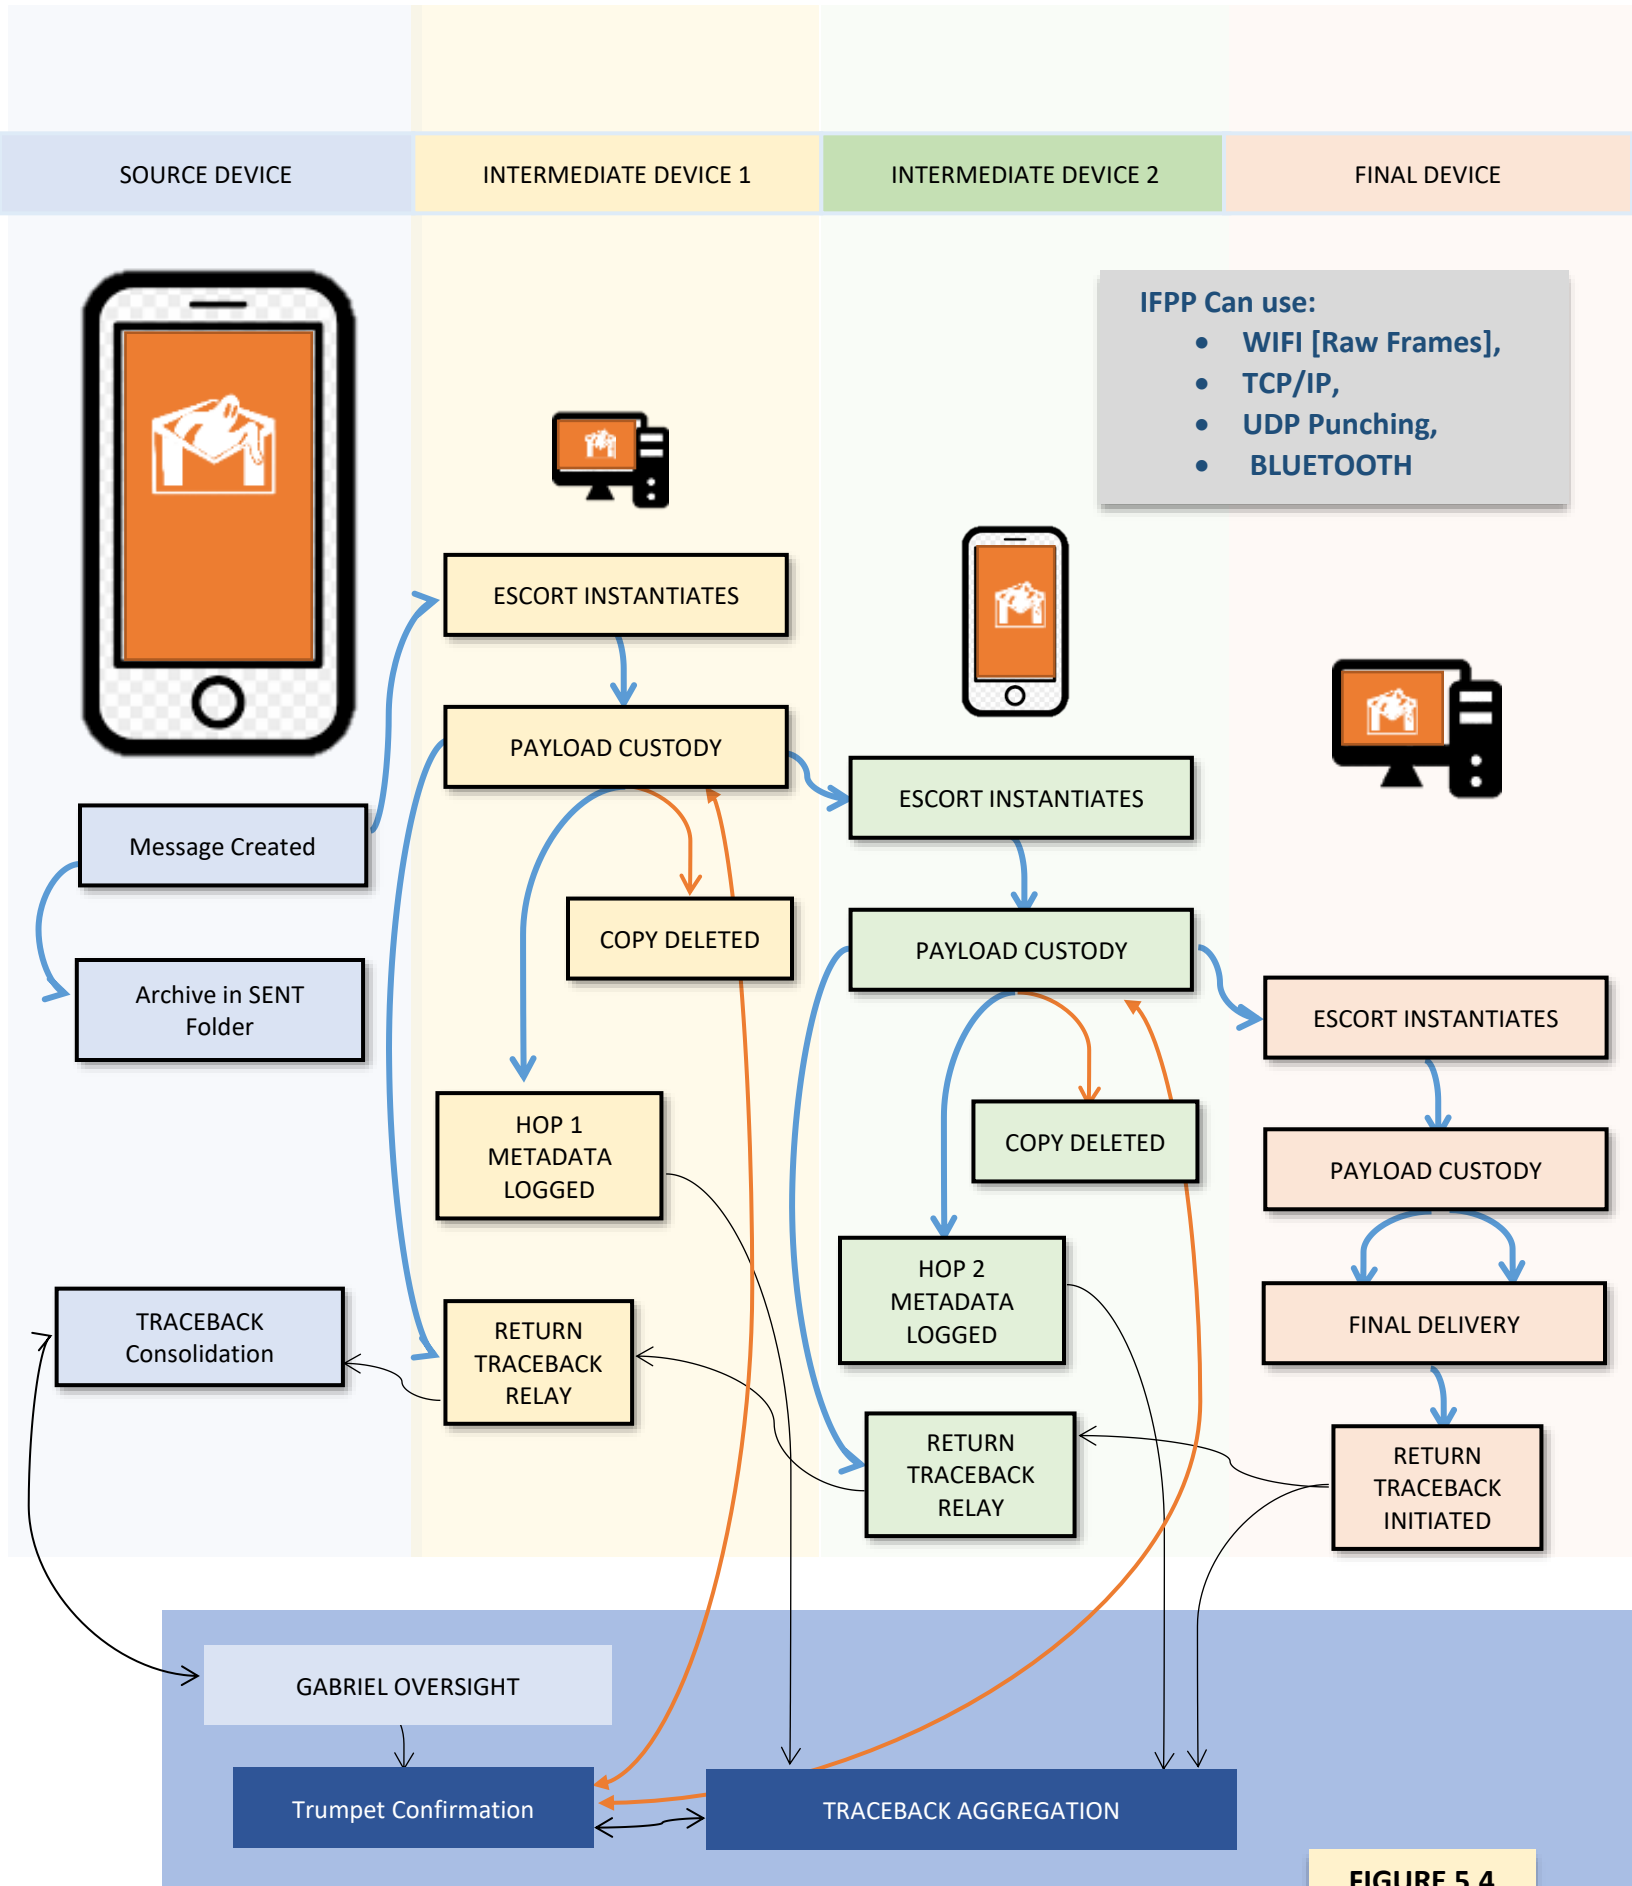 SOURCE DEVICE
INTERMEDIATE DEVICE 1
INTERMEDIATE DEVICE 2
FINAL DEVICE
IFPP Can use:
• WIFI [Raw Frames],
• TCP/IP,
• UDP Punching,
• BLUETOOTH
Message Created
Archive in SENT
Folder
TRACEBACK
Consolidation
ESCORT INSTANTIATES
PAYLOAD CUSTODY
COPY DELETED
HOP 1
METADATA
LOGGED
RETURN
TRACEBACK
RELAY
ESCORT INSTANTIATES
PAYLOAD CUSTODY
COPY DELETED
HOP 2
METADATA
LOGGED
RETURN
TRACEBACK
RELAY
ESCORT INSTANTIATES
PAYLOAD CUSTODY
FINAL DELIVERY
RETURN
TRACEBACK
INITIATED
GABRIEL OVERSIGHT
Trumpet Confirmation
TRACEBACK AGGREGATION
FIGURE 5.4